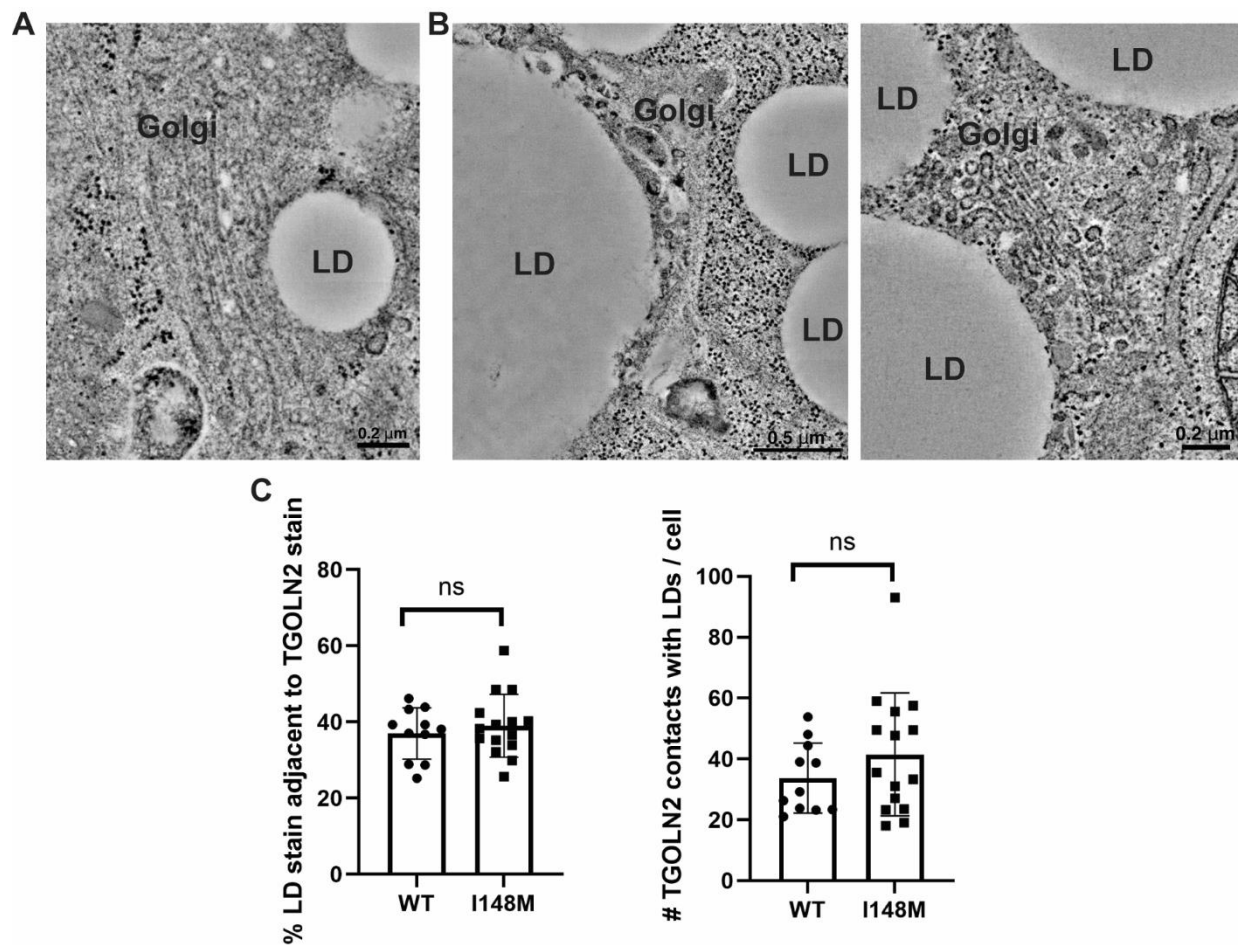 A
Golgi
LD
0.2 µm
B
Golgi
LD
LD
LD
0.5 µm
LD
LD
Golgi
LD
0.2 µm
C
% LD stain adjacent to TGOLN2 stain
80
60
40
20
0
ns
WT I148M
# TGOLN2 contacts with LDs / cell
100
80
60
40
20
0
ns
WT I148M